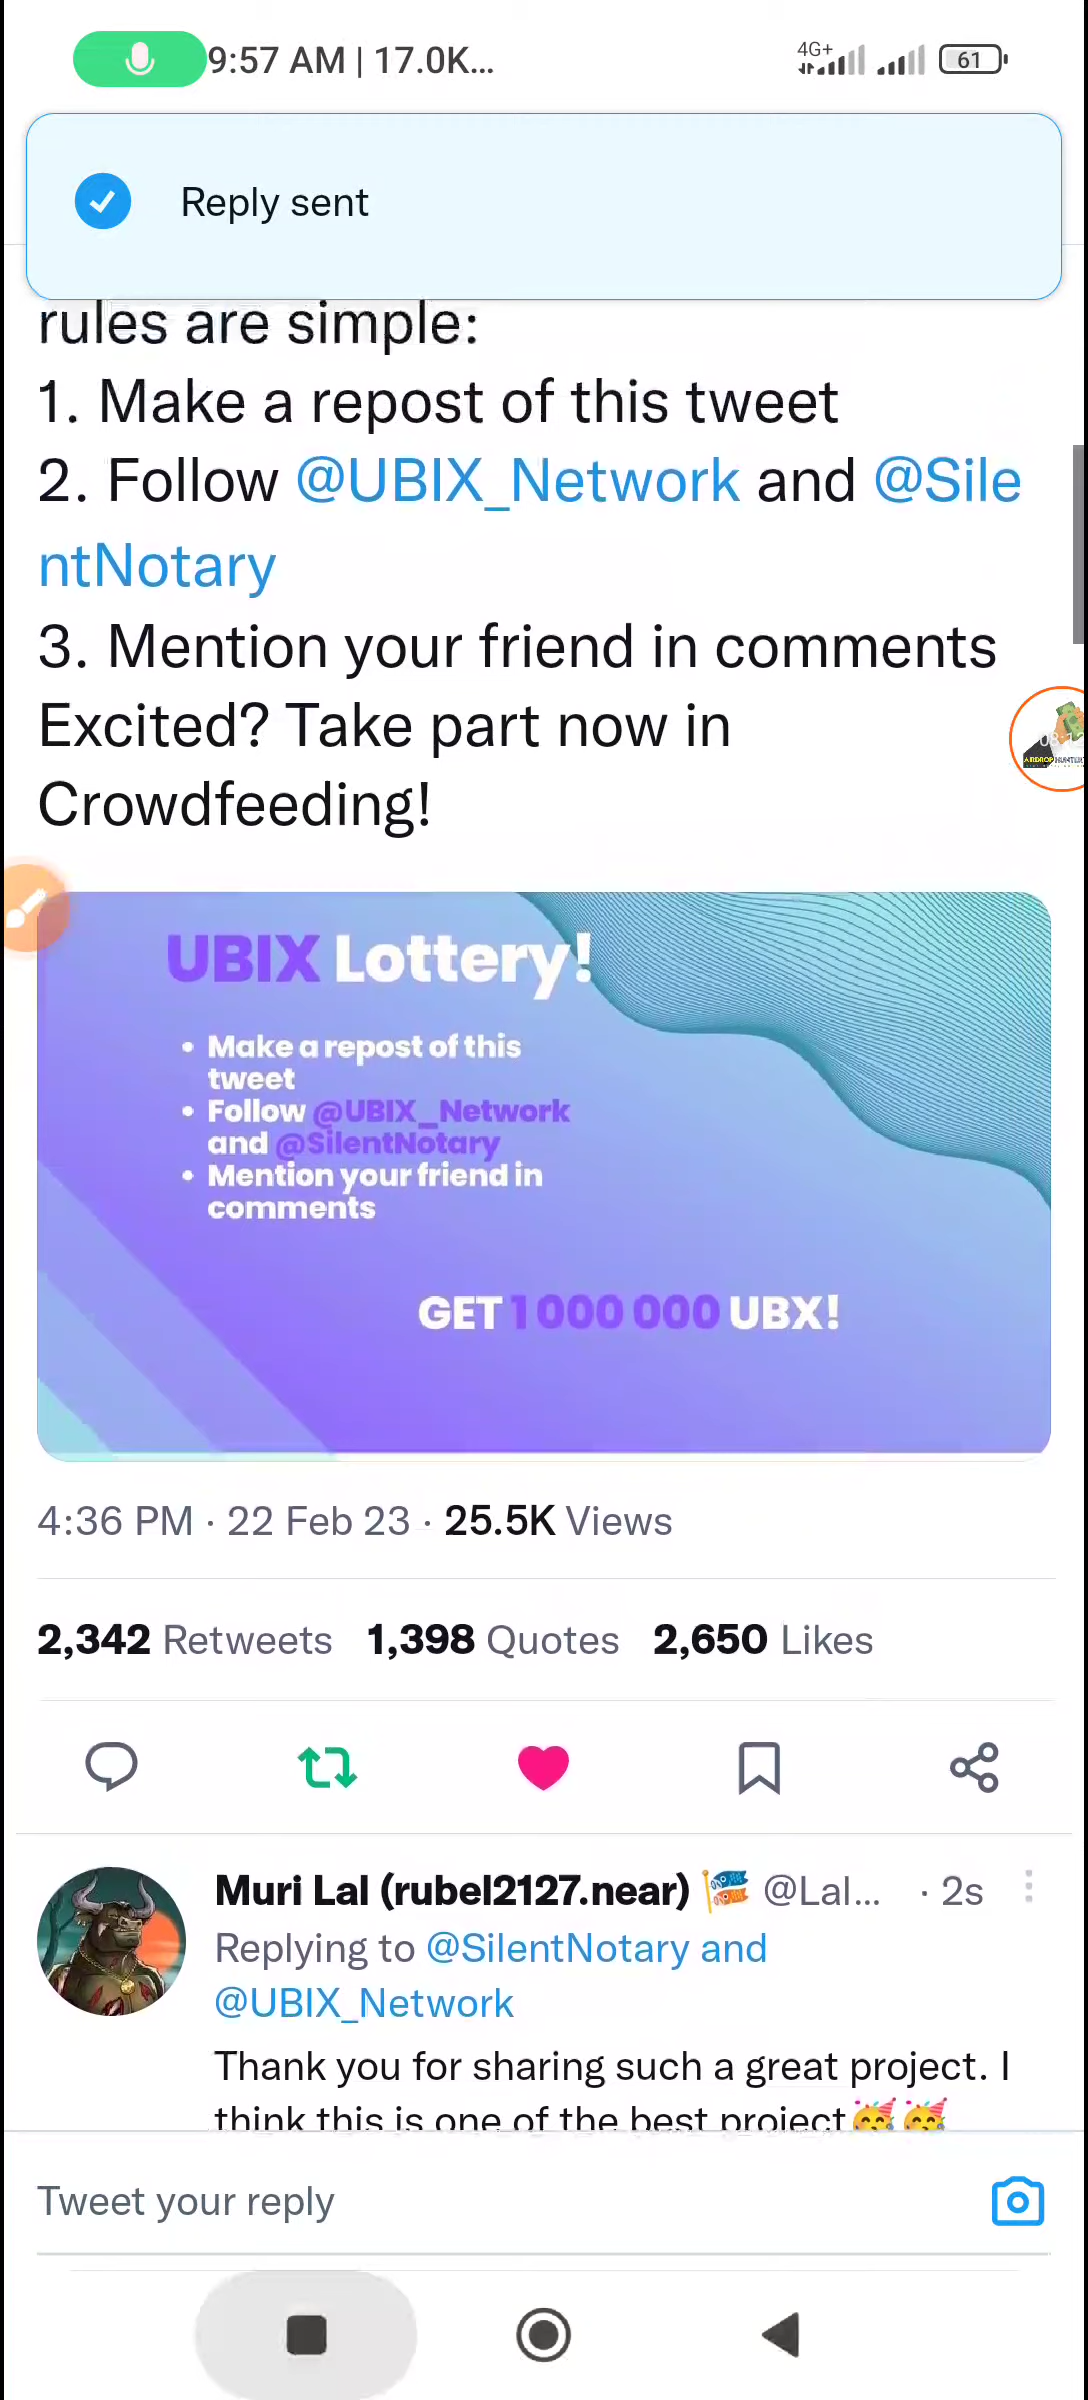 9:57 AM | 17.0K...
4G+
61
Reply sent
rules are simple:
1. Make a repost of this tweet
2. Follow @UBIX_Network and @Sile
ntNotary
3. Mention your friend in comments
Excited? Take part now in
Crowdfeeding!
UBIX Lottery!
• Make a repost of this
tweet
• Follow @UBIX_Network
and @SilentNotary
• Mention your friend in
comments
GET 1 000 000 UBX!
4:36 PM · 22 Feb 23 · 25.5K Views
2,342 Retweets 1,398 Quotes 2,650 Likes
Muri Lal (rubel2127.near) 🎏 @Lal... · 2s
Replying to @SilentNotary and
@UBIX_Network
Thank you for sharing such a great project. I
think this is one of the best project🥳🥳
Tweet your reply